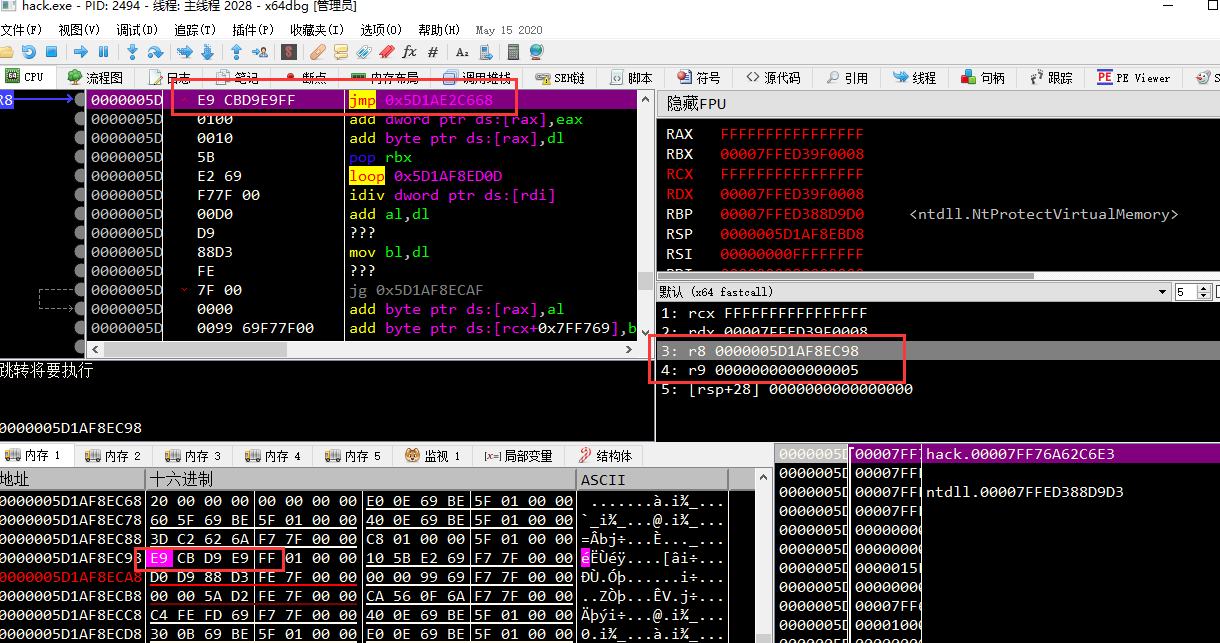 hack.exe - PID: 2494 - 线程: 主线程 2028 - x64dbg [管理员]
文件(F) 视图(V) 调试(D) 追踪(T) 插件(P) 收藏夹(I) 选项(O) 帮助(H) May 15 2020
CPU 流程图 日志 笔记 断点 内存布局 调用堆栈 SEH链 脚本 符号 源代码 引用 线程 句柄 跟踪 PE PE Viewer
R8
0000005D E9 CBD9E9FF jmp 0x5D1AE2C668
0000005D 0100 add dword ptr ds:[rax],eax
0000005D 0010 add byte ptr ds:[rax],dl
0000005D 5B pop rbx
0000005D E2 69 loop 0x5D1AF8ED0D
0000005D F77F 00 idiv dword ptr ds:[rdi]
0000005D 00D0 add al,dl
0000005D D9 ???
0000005D 88D3 mov bl,dl
0000005D FE ???
0000005D 7F 00 jg 0x5D1AF8ECAF
0000005D 0000 add byte ptr ds:[rax],al
0000005D 0099 69F77F00 add byte ptr ds:[rcx+0x7FF769],b
隐藏FPU
RAX FFFFFFFFFFFFFFFF
RBX 00007FFED39F0008
RCX FFFFFFFFFFFFFFFF
RDX 00007FFED39F0008
RBP 00007FFED388D9D0 <ntdll.NtProtectVirtualMemory>
RSP 0000005D1AF8EBD8
RSI 00000000FFFFFFFF
默认 (x64 fastcall) 5
1: rcx FFFFFFFFFFFFFFFF
2: rdx 00007FFED39F0008
3: r8 0000005D1AF8EC98
4: r9 0000000000000005
5: [rsp+28] 0000000000000000
跳转将要执行
0000005D1AF8EC98
内存 1 内存 2 内存 3 内存 4 内存 5 监视 1 [x=] 局部变量 结构体
地址 十六进制 ASCII
0000005D1AF8EC68 20 00 00 00 00 00 00 00 E0 0E 69 BE 5F 01 00 00 .......à.i¾_...
0000005D1AF8EC78 60 5F 69 BE 5F 01 00 00 40 0E 69 BE 5F 01 00 00 `_i¾_...@.i¾_...
0000005D1AF8EC88 3D C2 62 6A F7 7F 00 00 C8 01 00 00 5F 01 00 00 =Âbj÷...È..._...
0000005D1AF8EC98 E9 CB D9 E9 FF 01 00 00 10 5B E2 69 F7 7F 00 00 éËÙéÿ....[âi÷...
0000005D1AF8ECA8 D0 D9 88 D3 FE 7F 00 00 00 00 99 69 F7 7F 00 00 ÐÙ.Óþ......i÷...
0000005D1AF8ECB8 00 00 5A D2 FE 7F 00 00 CA 56 0F 6A F7 7F 00 00 ..ZÒþ...ÊV.j÷...
0000005D1AF8ECC8 C4 FE FD 69 F7 7F 00 00 40 0E 69 BE 5F 01 00 00 Äþýi÷...@.i¾_...
0000005D1AF8ECD8 30 0B 69 BE 5F 01 00 00 E0 0E 69 BE 5F 01 00 00 0.i¾_...à.i¾_...
0000005D 00007FF hack.00007FF76A62C6E3
0000005D 00007FF
0000005D 00007FF ntdll.00007FFED388D9D3
0000005D 00007FF
0000005D 0000000
0000005D 0000000
0000005D 0000015
0000005D 0000000
0000005D 00007FF
0000005D 0000100